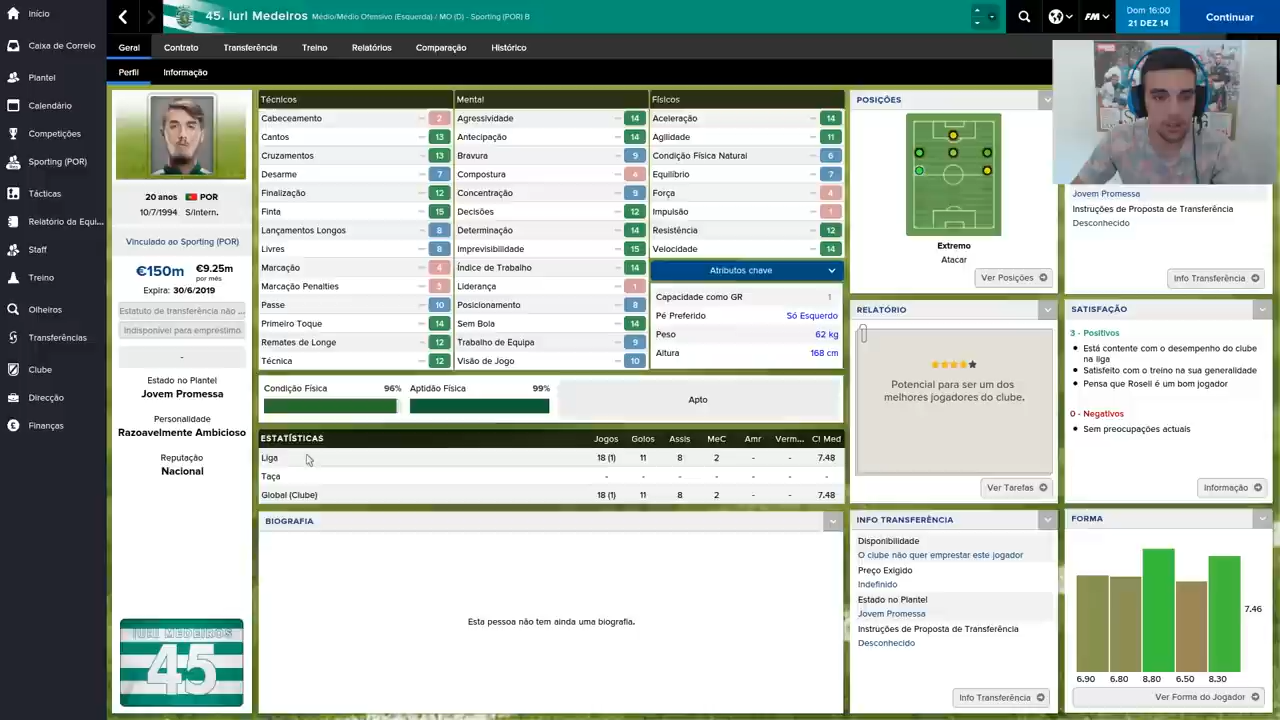 Início
Caixa de Correio
Plantel
Calendário
Competições
Sporting (POR)
Tácticas
Relatório da Equi...
Staff
Treino
Olheiros
Transferências
Clube
Direcção
Finanças
45. Iuri Medeiros
Médio/Médio Ofensivo (Esquerda) / MO (D) - Sporting (POR) B
FM
Dom 16:00
21 DEZ 14
Continuar
Geral
Contrato
Transferência
Treino
Relatórios
Comparação
Histórico
Perfil
Informação
20 anos POR
10/7/1994 S/Intern.
Vinculado ao Sporting (POR)
€150m
€9.25m
por mês
Expira: 30/6/2019
Estatuto de transferência não ...
Indisponível para empréstimo
-
Estado no Plantel
Jovem Promessa
Personalidade
Razoavelmente Ambicioso
Reputação
Nacional
IURI MEDEIROS
45
Técnicos
Cabeceamento 2
Cantos 13
Cruzamentos 13
Desarme 7
Finalização 12
Finta 15
Lançamentos Longos 8
Livres 8
Marcação 4
Marcação Penalties 3
Passe 10
Primeiro Toque 14
Remates de Longe 12
Técnica 12
Mental
Agressividade 14
Antecipação 14
Bravura 9
Compostura 4
Concentração 9
Decisões 12
Determinação 14
Imprevisibilidade 15
Índice de Trabalho 14
Liderança 1
Posicionamento 8
Sem Bola 14
Trabalho de Equipa 9
Visão de Jogo 10
Físicos
Aceleração 14
Agilidade 11
Condição Física Natural 6
Equilíbrio 7
Força 4
Impulsão 1
Resistência 12
Velocidade 14
Atributos chave
Capacidade como GR 1
Pé Preferido Só Esquerdo
Peso 62 kg
Altura 168 cm
Condição Física 96%
Aptidão Física 99%
Apto
ESTATÍSTICAS Jogos Golos Assis MeC Amr Verm... Cl Med
Liga 18 (1) 11 8 2 - - 7.48
Taça - - - - - - -
Global (Clube) 18 (1) 11 8 2 - - 7.48
BIOGRAFIA
Esta pessoa não tem ainda uma biografia.
POSIÇÕES
Extremo
Atacar
Ver Posições
RELATÓRIO
Potencial para ser um dos
melhores jogadores do clube.
Ver Tarefas
INFO TRANSFERÊNCIA
Disponibilidade
O clube não quer emprestar este jogador
Preço Exigido
Indefinido
Estado no Plantel
Jovem Promessa
Instruções de Proposta de Transferência
Desconhecido
Info Transferência
Jovem Promessa
Instruções de Proposta de Transferência
Desconhecido
Info Transferência
SATISFAÇÃO
3 - Positivos
Está contente com o desempenho do clube
na liga
Satisfeito com o treino na sua generalidade
Pensa que Rosell é um bom jogador
0 - Negativos
Sem preocupações actuais
Informação
FORMA
7.46
6.90 6.80 8.80 6.50 8.30
Ver Forma do Jogador